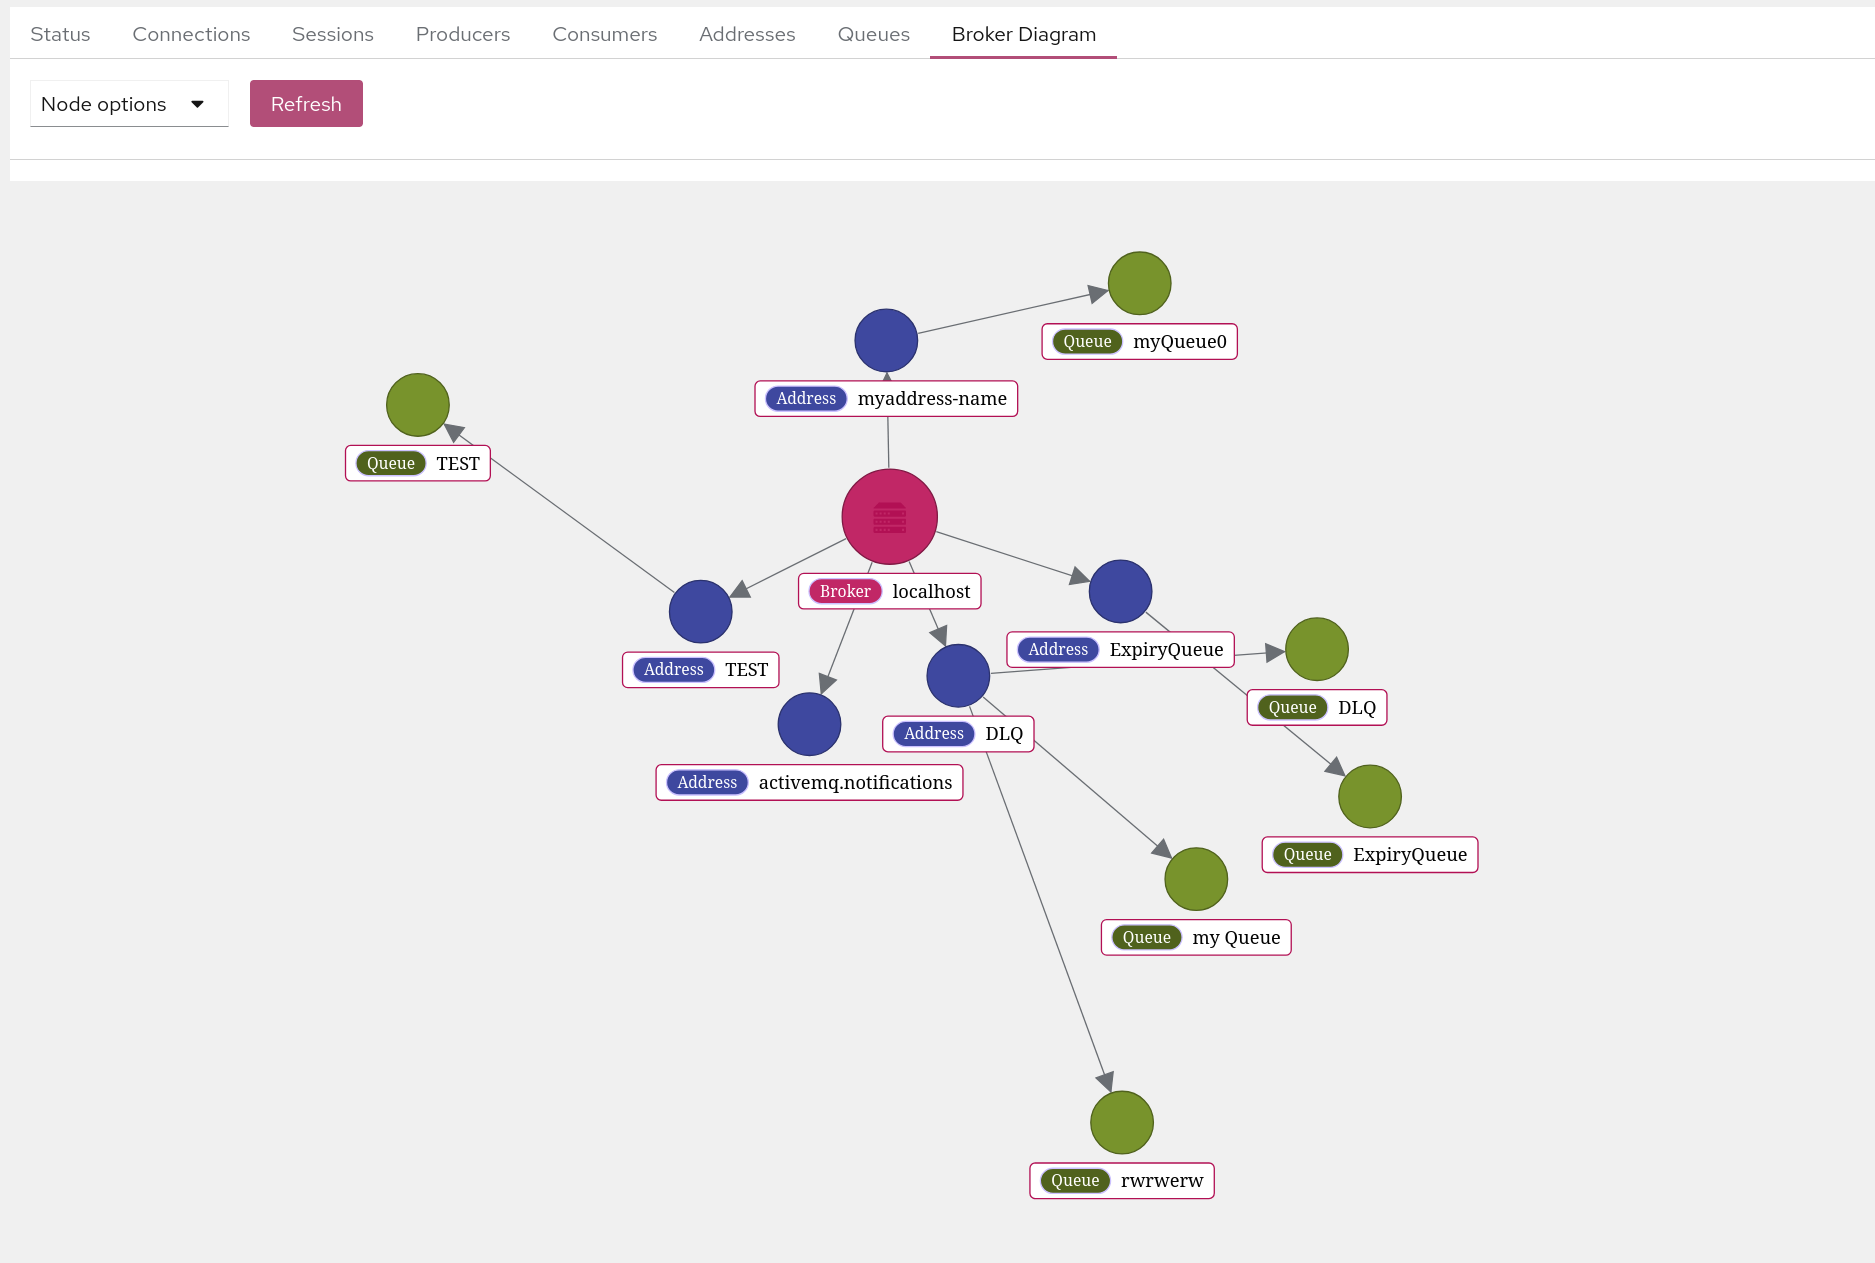 Status Connections Sessions Producers Consumers Addresses Queues Broker Diagram
Node options Refresh
Queue myQueue0
Address myaddress-name
Queue TEST
Broker localhost
Address ExpiryQueue
Address TEST
Queue DLQ
Address DLQ
Address activemq.notifications
Queue ExpiryQueue
Queue my Queue
Queue rwrwerw